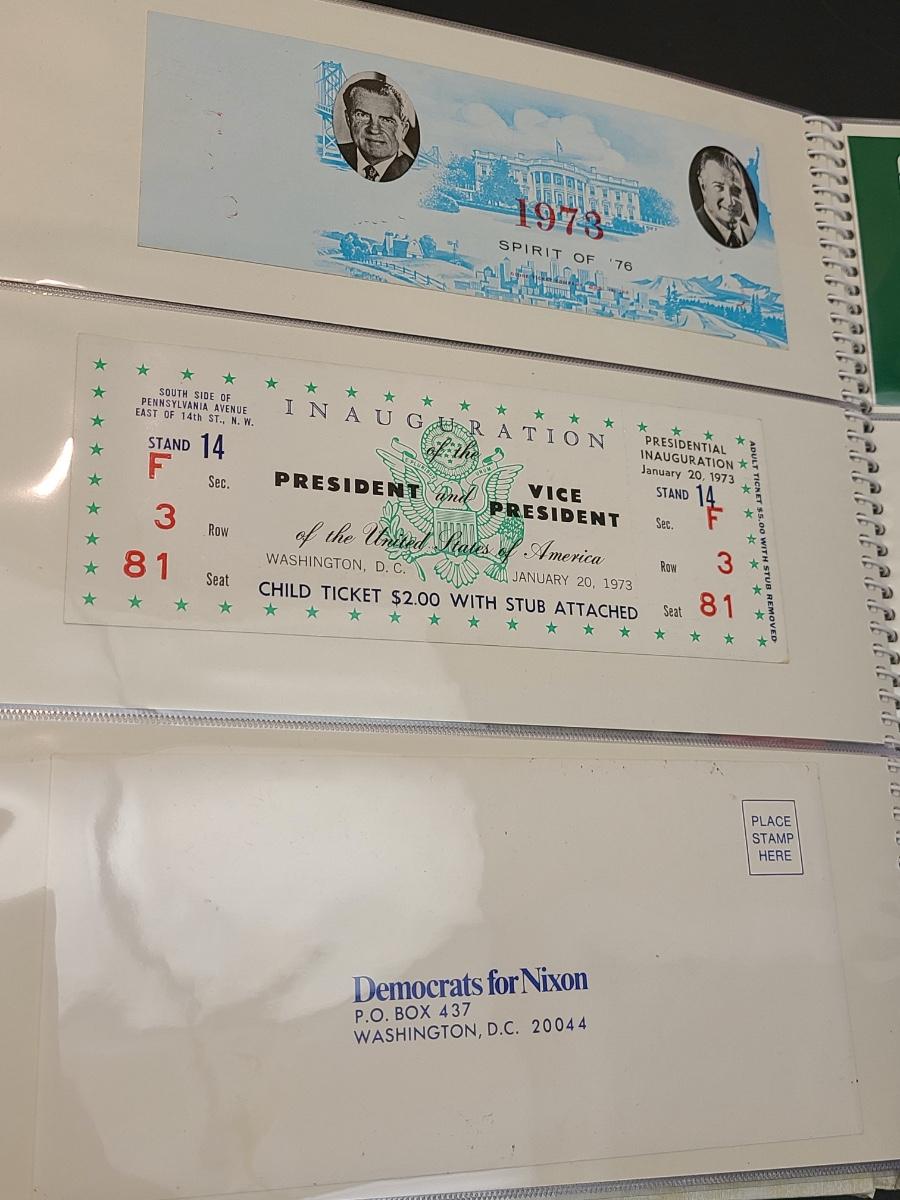 1973
SPIRIT OF '76
SOUTH SIDE OF
PENNSYLVANIA AVENUE
EAST OF 14th ST., N. W.
STAND 14
F Sec.
3 Row
81 Seat
INAUGURATION
of the
PRESIDENT and VICE PRESIDENT
of the United States of America
WASHINGTON, D. C. JANUARY 20, 1973
CHILD TICKET $2.00 WITH STUB ATTACHED
PRESIDENTIAL
INAUGURATION
January 20, 1973
STAND 14
Sec. F
Row 3
Seat 81
ADULT TICKET $5.00 WITH STUB REMOVED
PLACE
STAMP
HERE
Democrats for Nixon
P.O. BOX 437
WASHINGTON, D.C. 20044